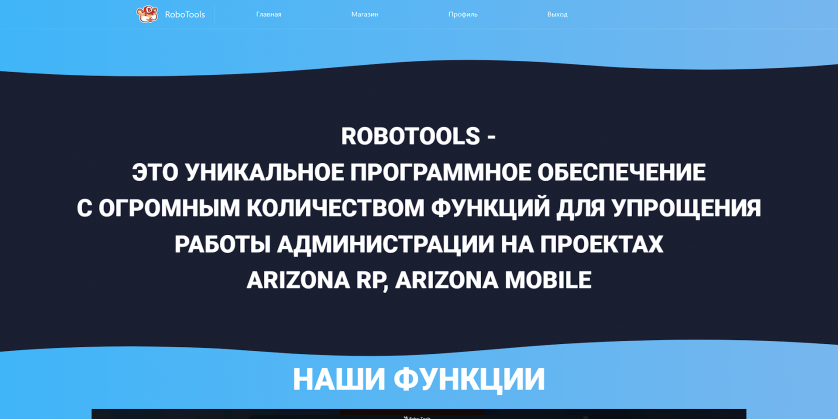 RoboTools Главная Магазин Профиль Выход
ROBOTOOLS -
ЭТО УНИКАЛЬНОЕ ПРОГРАММНОЕ ОБЕСПЕЧЕНИЕ
С ОГРОМНЫМ КОЛИЧЕСТВОМ ФУНКЦИЙ ДЛЯ УПРОЩЕНИЯ
РАБОТЫ АДМИНИСТРАЦИИ НА ПРОЕКТАХ
ARIZONA RP, ARIZONA MOBILE
НАШИ ФУНКЦИИ